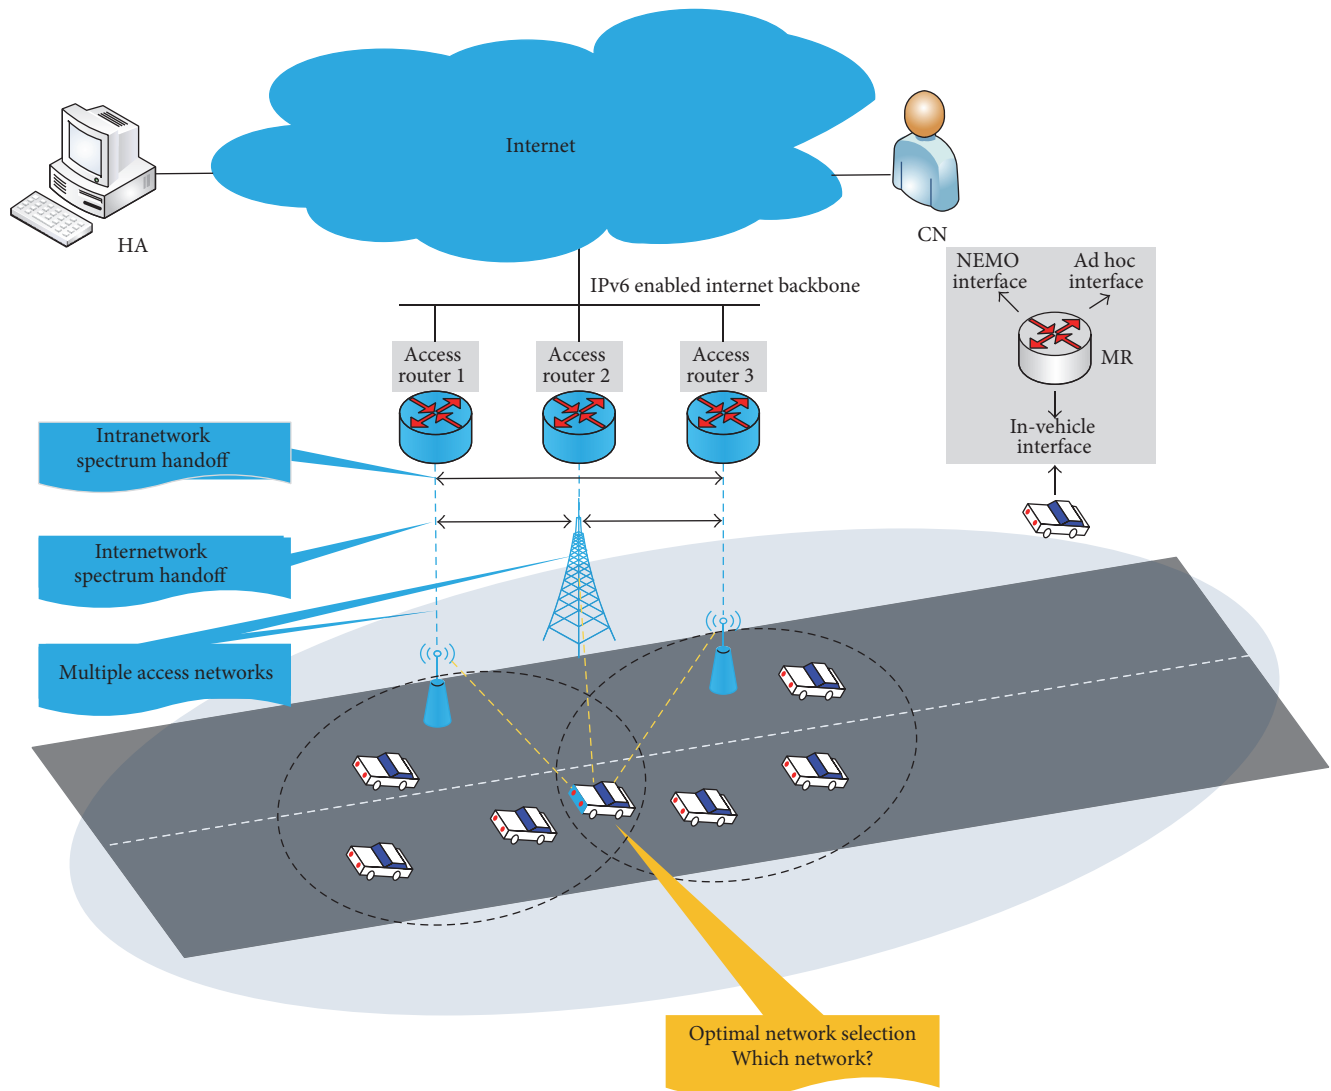 Internet
HA
CN
IPv6 enabled internet backbone
NEMO
interface
Ad hoc
interface
MR
In-vehicle
interface
Access
router 1
Access
router 2
Access
router 3
Intranetwork
spectrum handoff
Internetwork
spectrum handoff
Multiple access networks
Optimal network selection
Which network?